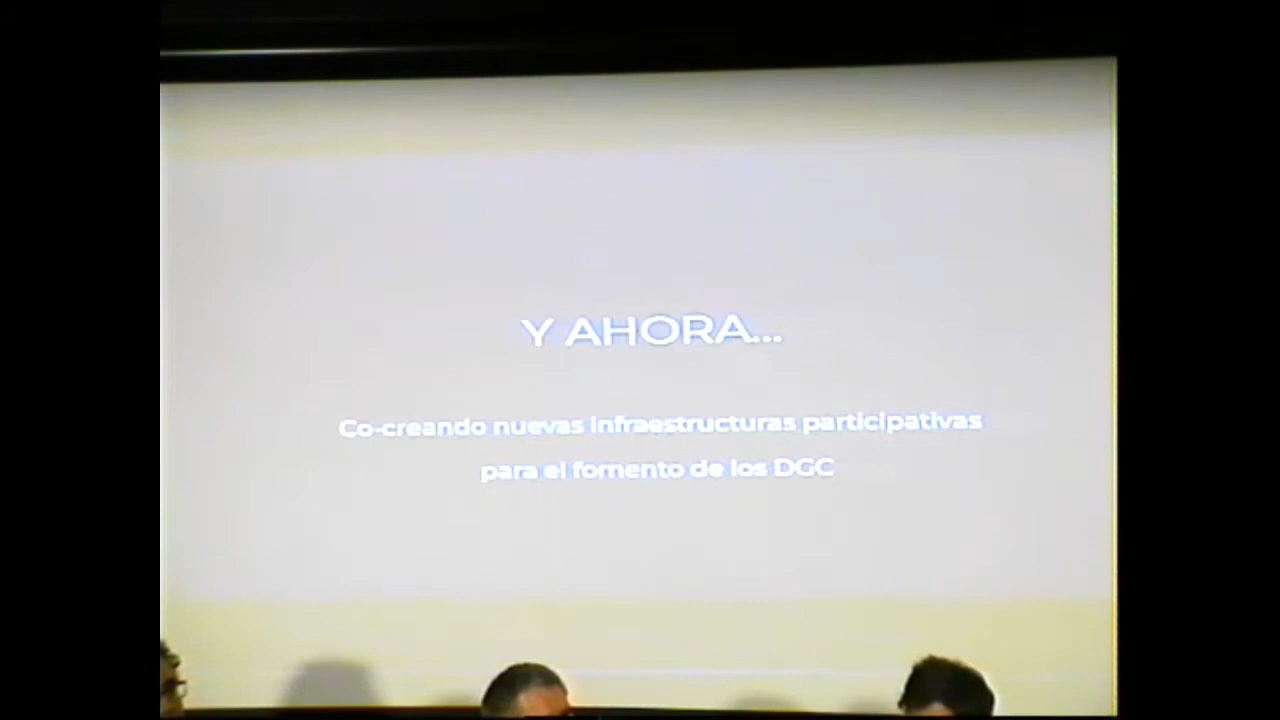 Y AHORA...
Co-creando nuevas infraestructuras participativas
para el fomento de los DGC